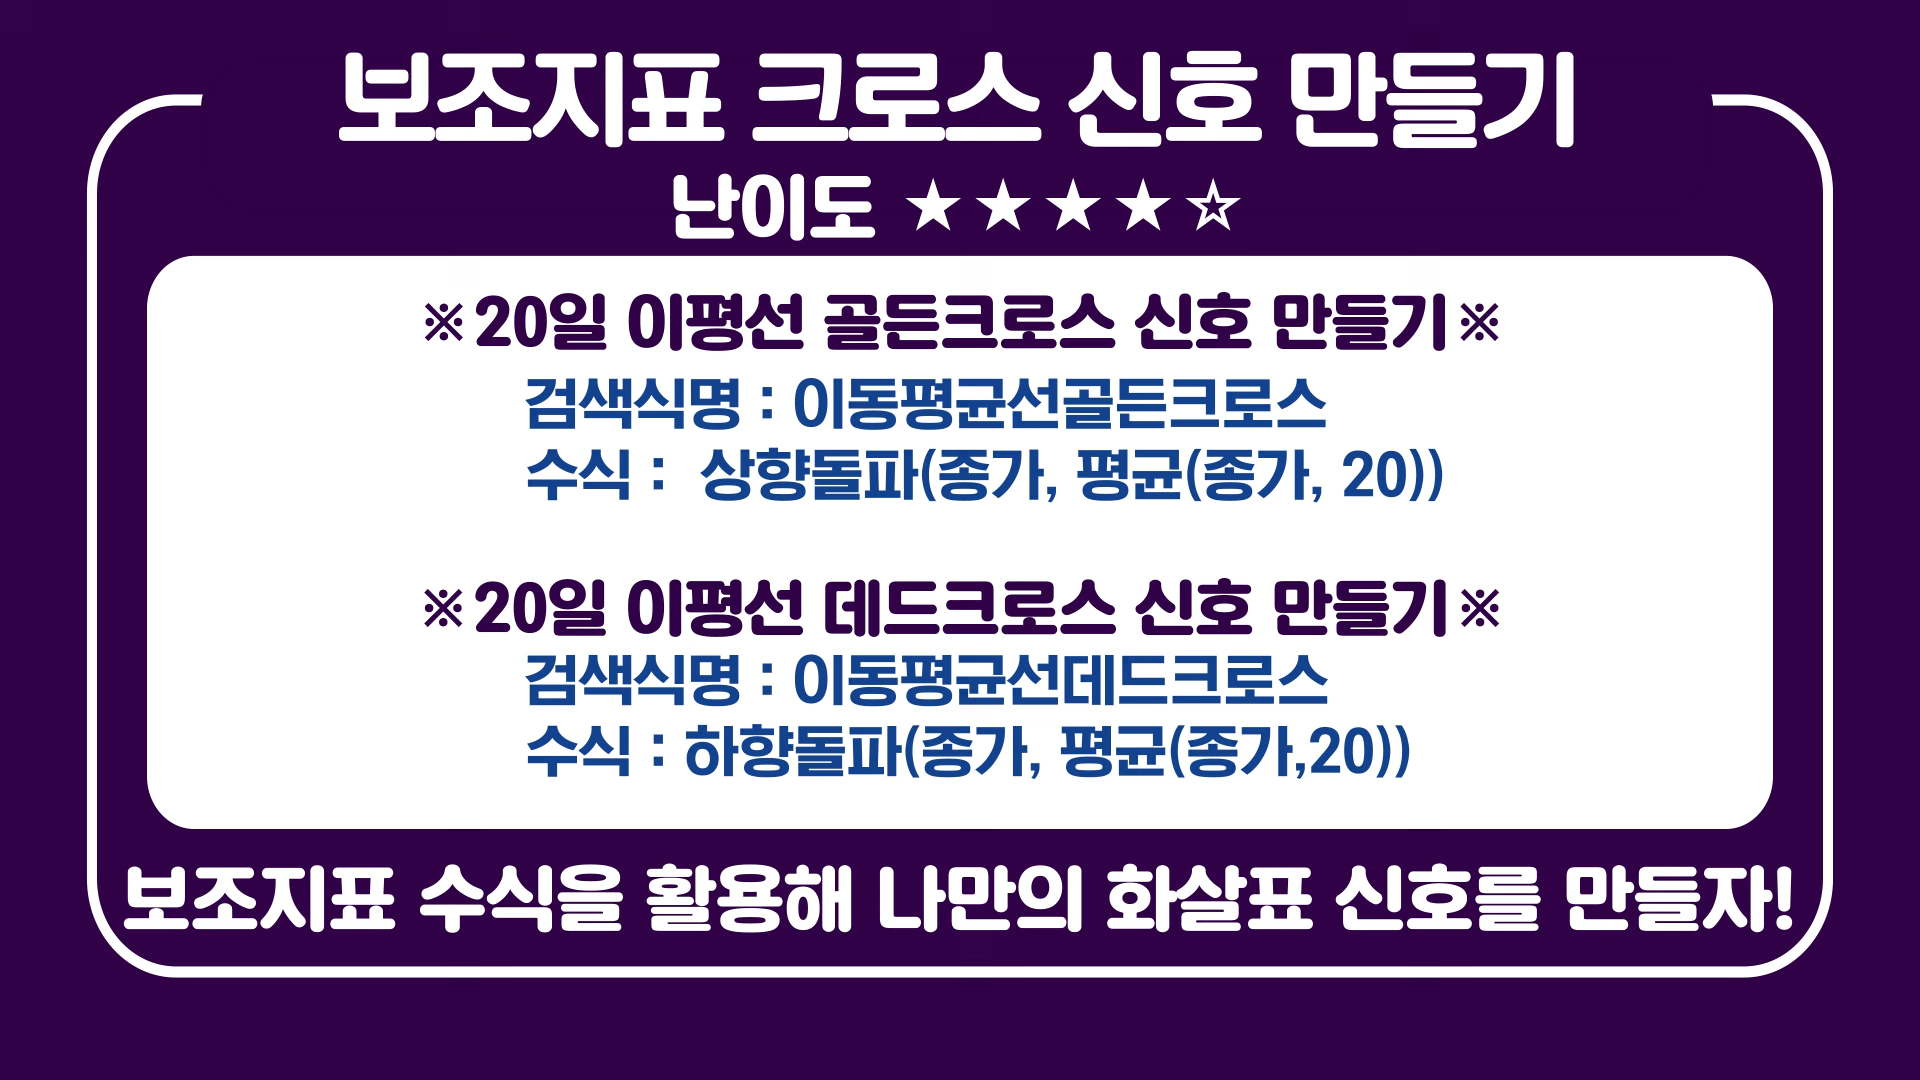 보조지표 크로스 신호 만들기
난이도 ★★★★☆
※20일 이평선 골든크로스 신호 만들기※
검색식명 : 이동평균선골든크로스
수식 : 상향돌파(종가, 평균(종가, 20))
※20일 이평선 데드크로스 신호 만들기※
검색식명 : 이동평균선데드크로스
수식 : 하향돌파(종가, 평균(종가,20))
보조지표 수식을 활용해 나만의 화살표 신호를 만들자!